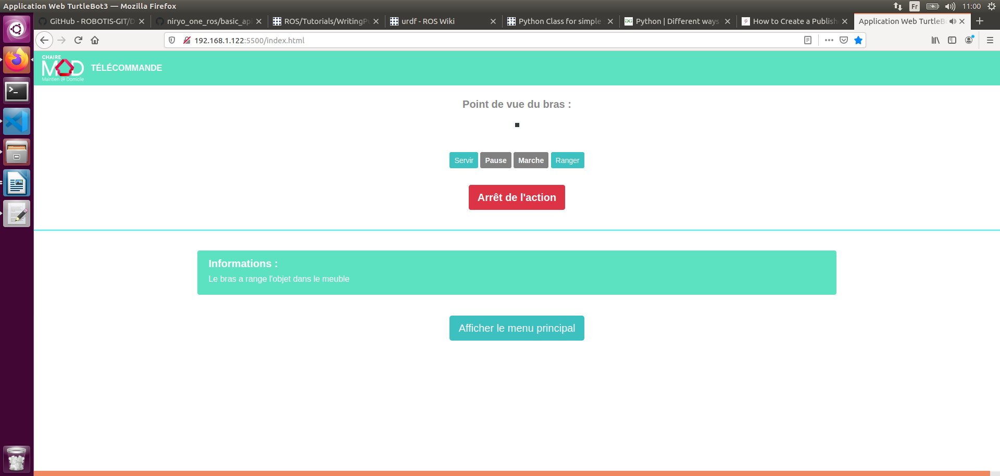 Application Web TurtleBot3 — Mozilla Firefox
Fr
11:00
GitHub - ROBOTIS-GIT/D
niryo_one_ros/basic_api
ROS/Tutorials/WritingPu
urdf - ROS Wiki
Python Class for simple
Python | Different ways
How to Create a Publish
Application Web TurtleB
192.168.1.122:5500/index.html
CHAIRE
MAD
Maintien @ Domicile
TÉLÉCOMMANDE
Point de vue du bras :
Servir
Pause
Marche
Ranger
Arrêt de l'action
Informations :
Le bras a range l'objet dans le meuble
Afficher le menu principal